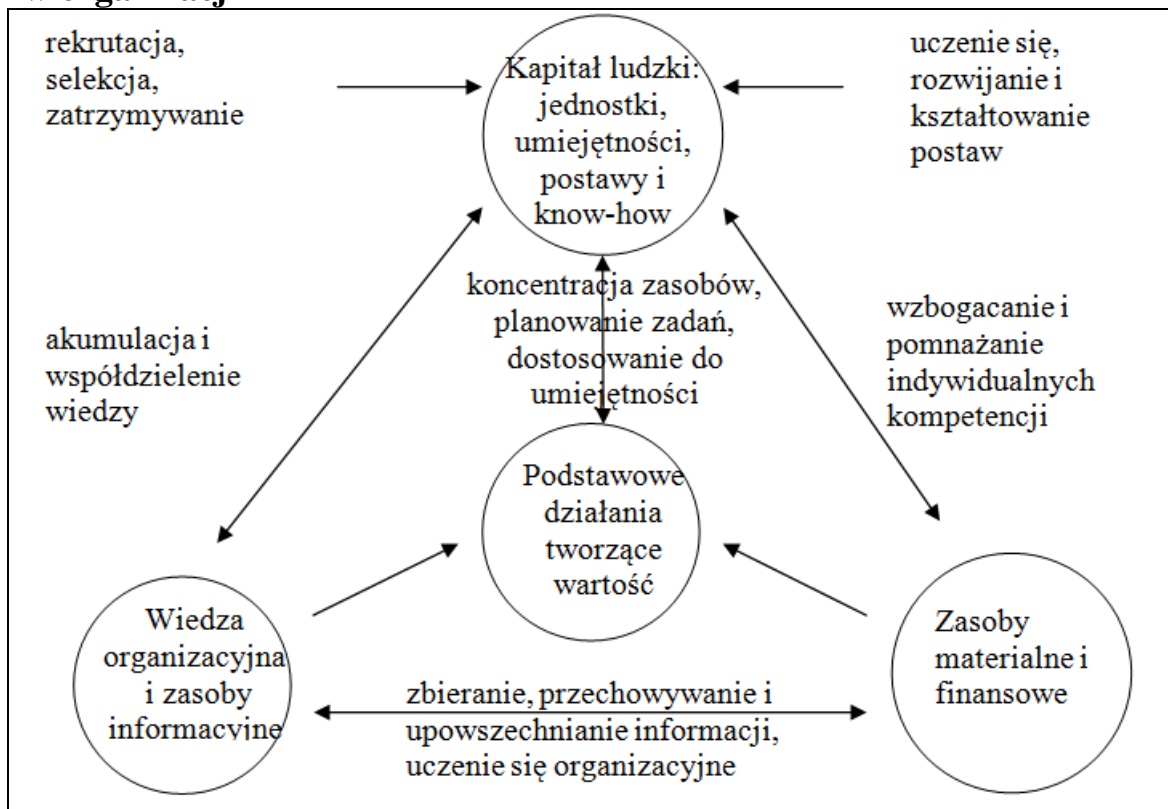 rekrutacja,
selekcja,
zatrzymywanie
Kapitał ludzki:
jednostki,
umiejętności,
postawy i
know-how
uczenie się,
rozwijanie i
kształtowanie
postaw
akumulacja i
współdzielenie
wiedzy
koncentracja zasobów,
planowanie zadań,
dostosowanie do
umiejętności
wzbogacanie i
pomnażanie
indywidualnych
kompetencji
Podstawowe
działania
tworzące
wartość
Wiedza
organizacyjna
i zasoby
informacyjne
zbieranie, przechowywanie i
upowszechnianie informacji,
uczenie się organizacyjne
Zasoby
materialne i
finansowe